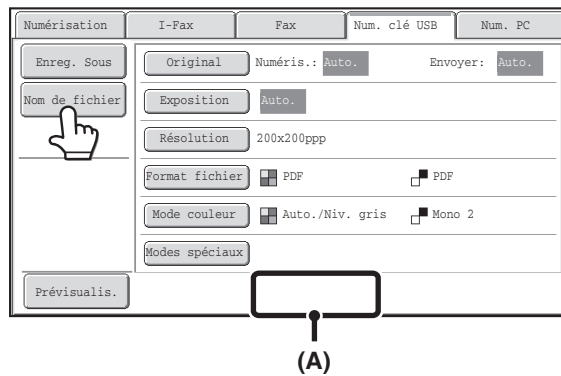 Numérisation I-Fax Fax Num. clé USB Num. PC
Enreg. Sous Original Numéris.: Auto. Envoyer: Auto.
Nom de fichier Exposition Auto.
Résolution 200x200ppp
Format fichier PDF PDF
Mode couleur Auto./Niv. gris Mono 2
Modes spéciaux
Prévisualis.
(A)